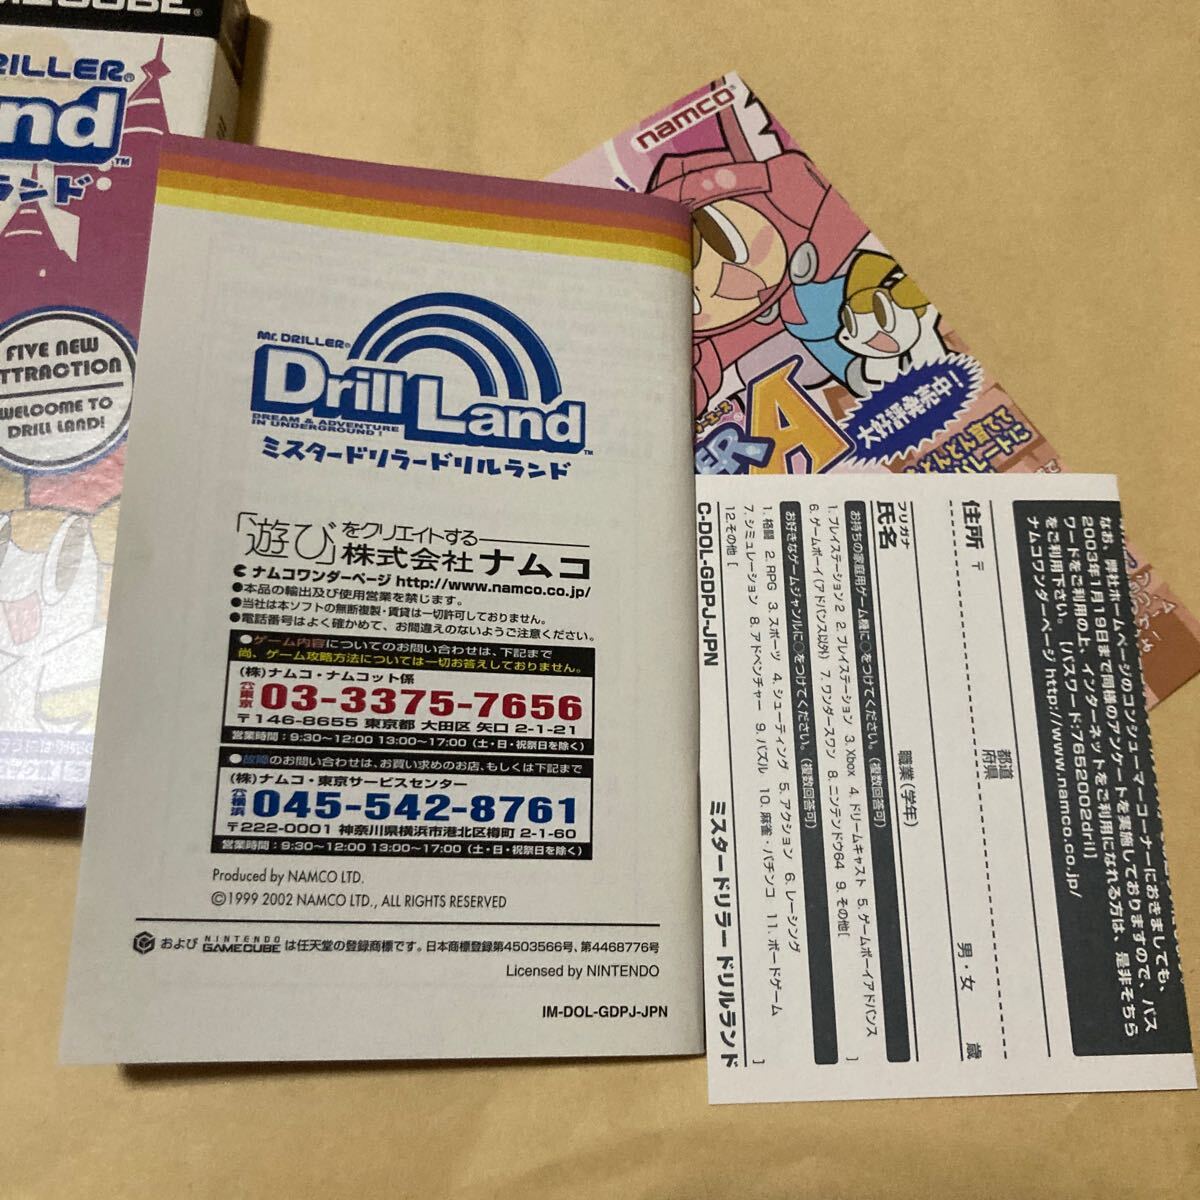 RILLER®
and™
ランド
FIVE NEW
TTRACTION
WELCOME TO
DRILL LAND!
MR. DRILLER®
Drill Land™
DREAM & ADVENTURE
IN UNDERGROUND!
ミスタードリラードリルランド
「遊び」をクリエイトする
株式会社ナムコ
ナムコワンダーページ http://www.namco.co.jp/
●本品の輸出及び使用営業を禁じます。
●当社は本ソフトの無断複製・賃貸は一切許可しておりません。
●電話番号はよく確かめて、お間違えのないようご注意ください。
●ゲーム内容についてのお問い合わせは、下記まで
尚、ゲーム攻略方法については一切お答えしておりません。
(株)ナムコ・ナムコット係
東京 03-3375-7656
〒146-8655 東京都 大田区 矢口 2-1-21
営業時間：9:30〜12:00 13:00〜17:00 (土・日・祝祭日を除く)
●故障のお問い合わせは、お買い求めのお店、もしくは下記まで
(株)ナムコ・東京サービスセンター
横浜 045-542-8761
〒222-0001 神奈川県横浜市港北区樽町 2-1-60
営業時間：9:30〜12:00 13:00〜17:00 (土・日・祝祭日を除く)
Produced by NAMCO LTD.
©1999 2002 NAMCO LTD., ALL RIGHTS RESERVED
および NINTENDO GAMECUBE は任天堂の登録商標です。日本商標登録第4503566号、第4468776号
Licensed by NINTENDO
IM-DOL-GDPJ-JPN
namco®
大好評発売中!
なお、弊社ホームページのコンシューマーコーナーにおきましても、
2003年1月19日まで同様のアンケートを実施しておりますので、パス
ワードをご利用の上、インターネットをご利用になれる方は、是非そちら
をご利用下さい。 [パスワード:7652002dril]
ナムコワンダーページ http://www.namco.co.jp/
住所 〒
都道
府県
フリガナ
氏名
職業(学年)
男・女
歳
お持ちの家庭用ゲーム機に○をつけてください。(複数回答可)
1. プレイステーション2 2. プレイステーション 3. Xbox 4. ドリームキャスト 5. ゲームボーイアドバンス
6. ゲームボーイ(アドバンス以外) 7. ワンダースワン 8. ニンテンドウ64 9. その他[ ]
お好きなゲームジャンルに○をつけてください。(複数回答可)
1. 格闘 2. RPG 3. スポーツ 4. シューティング 5. アクション 6. レーシング
7. シミュレーション 8. アドベンチャー 9. パズル 10. 麻雀・パチンコ 11. ボードゲーム
12. その他[ ]
C-DOL-GDPJ-JPN
ミスタードリラードリルランド